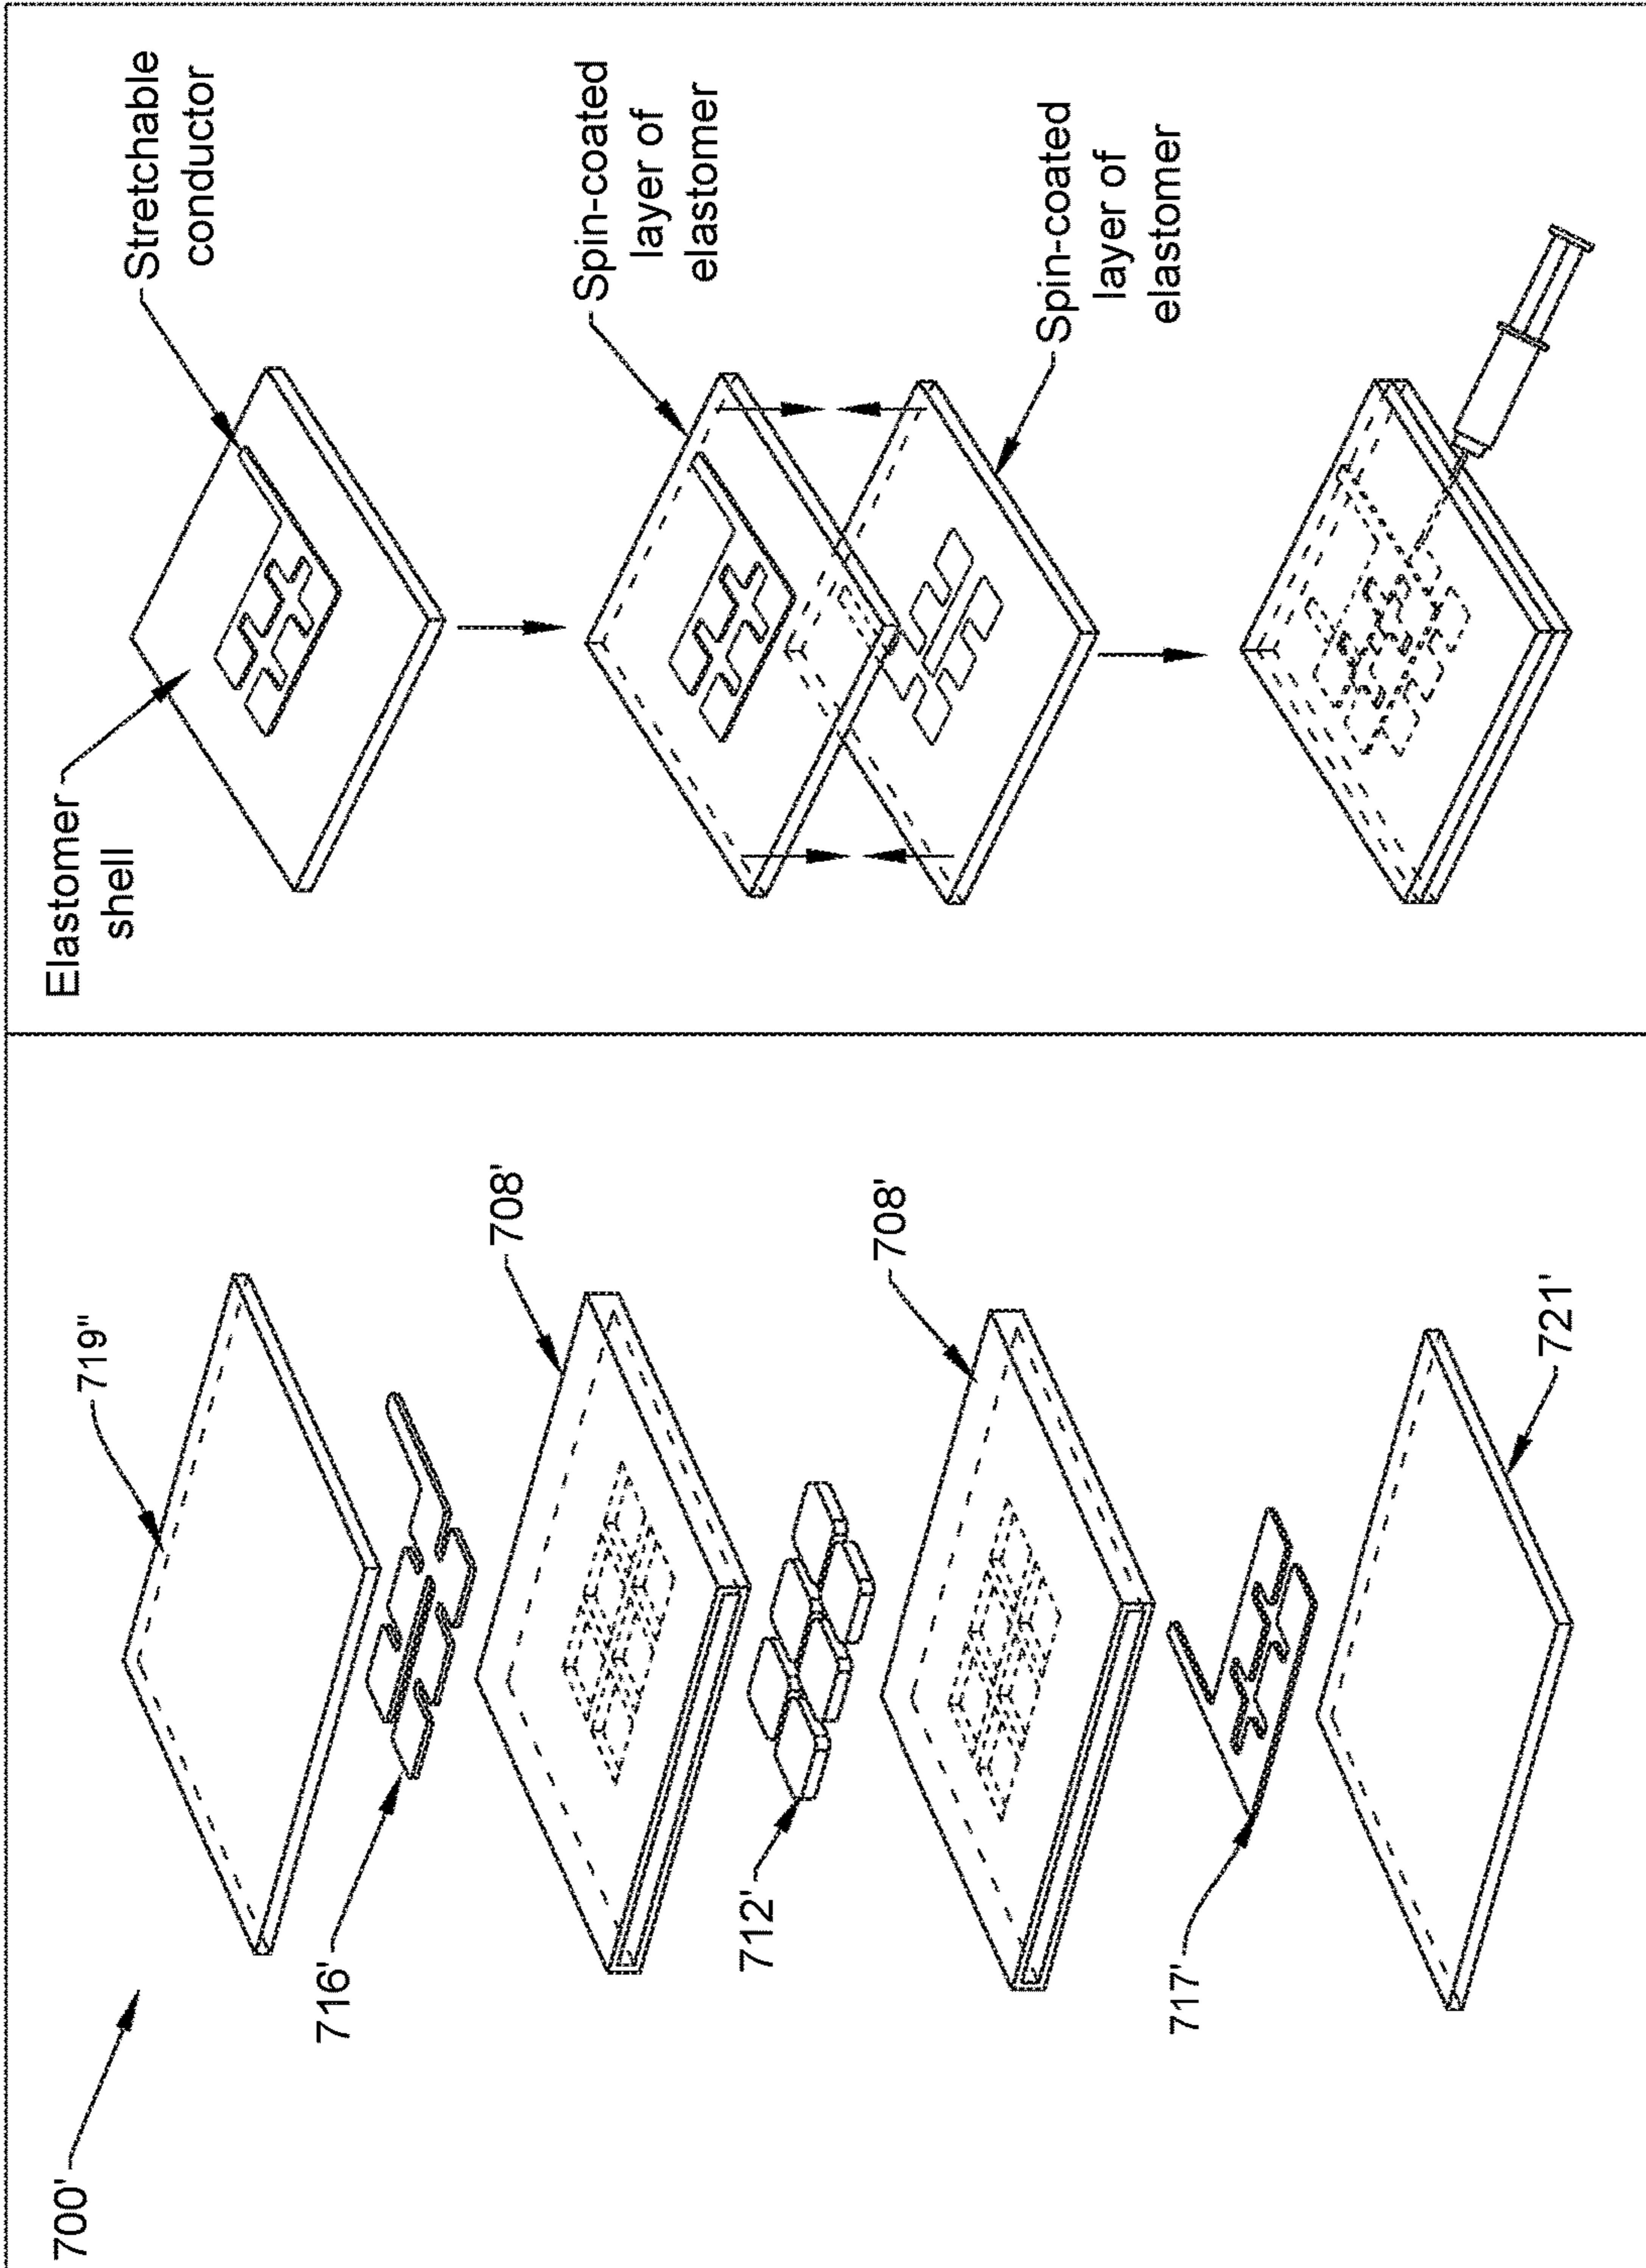 700'
719"
716'
708'
712'
708'
717'
721'
Elastomer
shell
Stretchable
conductor
Spin-coated
layer of
elastomer
Spin-coated
layer of
elastomer